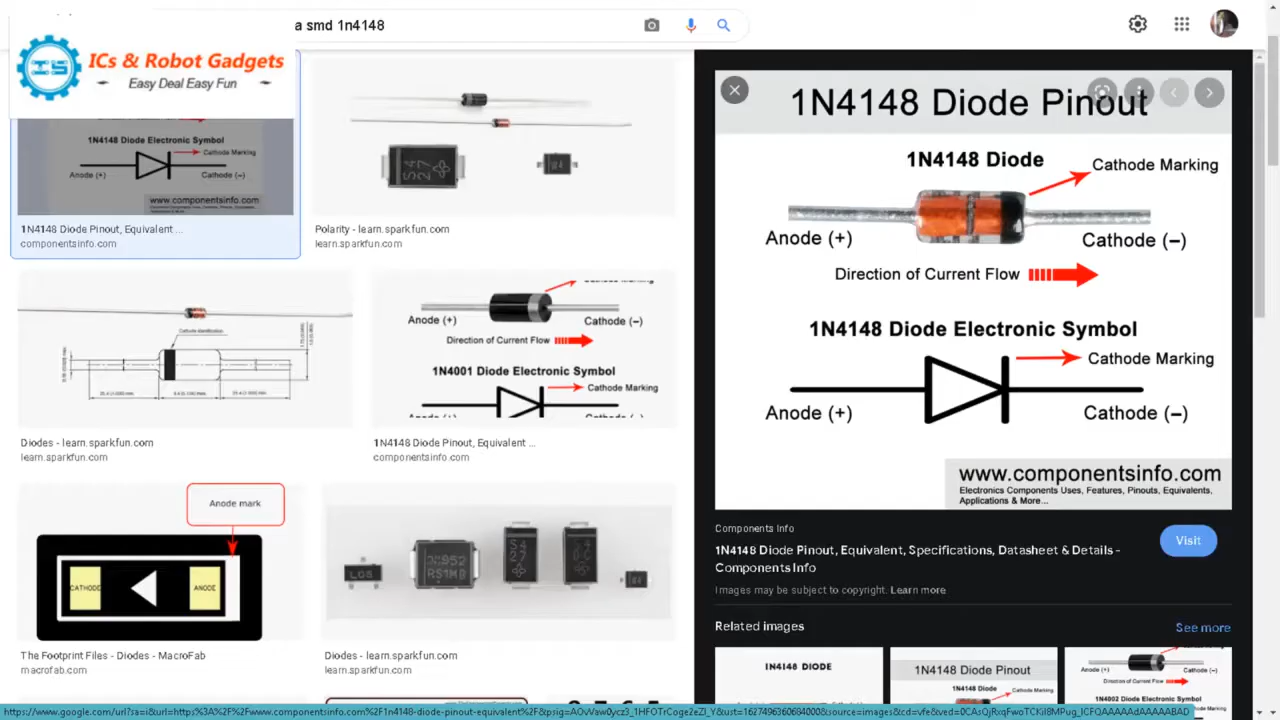 a smd 1n4148
ICs & Robot Gadgets
Easy Deal Easy Fun
1N4148 Diode Electronic Symbol
Cathode Marking
Anode (+)
Cathode (−)
www.componentsinfo.com
1N4148 Diode Pinout, Equivalent ...
componentsinfo.com
Polarity - learn.sparkfun.com
learn.sparkfun.com
Cathode identification
Diodes - learn.sparkfun.com
learn.sparkfun.com
Anode (+)
Cathode (−)
Direction of Current Flow
1N4001 Diode Electronic Symbol
Cathode Marking
1N4148 Diode Pinout, Equivalent ...
componentsinfo.com
Anode mark
CATHODE
ANODE
The Footprint Files - Diodes - MacroFab
macrofab.com
RS1MB
Diodes - learn.sparkfun.com
learn.sparkfun.com
1N4148 Diode Pinout
1N4148 Diode
Cathode Marking
Anode (+)
Cathode (−)
Direction of Current Flow
1N4148 Diode Electronic Symbol
Cathode Marking
Anode (+)
Cathode (−)
www.componentsinfo.com
Electronics Components Uses, Features, Pinouts, Equivalents,
Applications & More...
Components Info
1N4148 Diode Pinout, Equivalent, Specifications, Datasheet & Details -
Components Info
Visit
Images may be subject to copyright. Learn more
Related images
See more
IN4148 DIODE
1N4148 Diode Pinout
1N4148 Diode
Cathode Marking
Anode (+)
Cathode (−)
Direction of Current Flow
1N4002 Diode Electronic Symbol